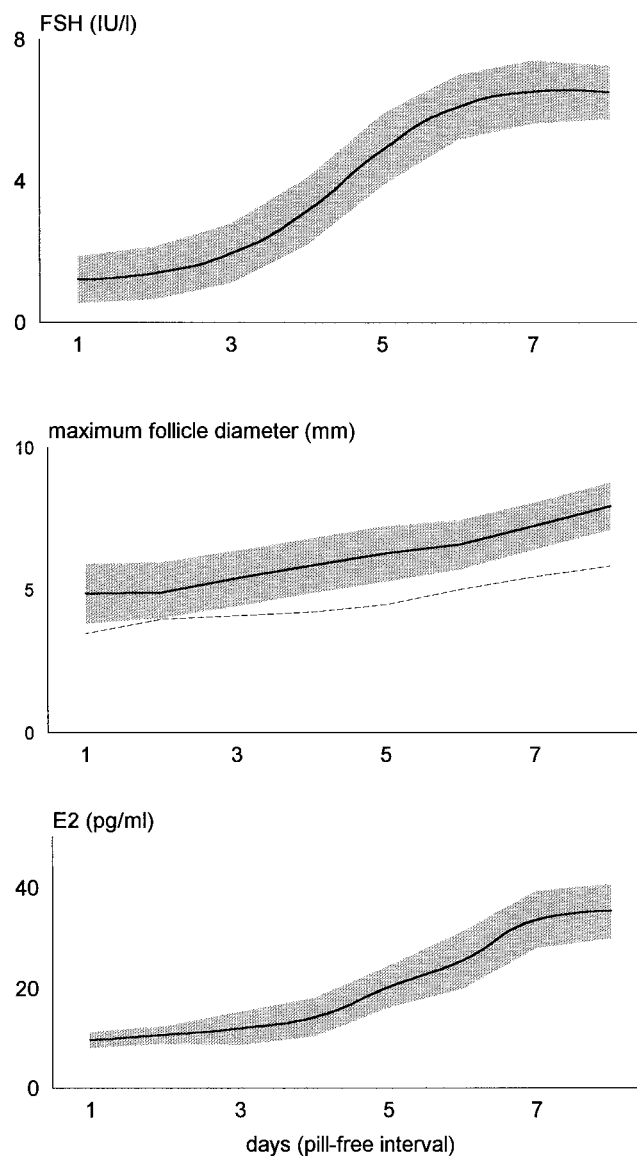 FSH (IU/l)
8
4
0
1 3 5 7
maximum follicle diameter (mm)
10
5
0
1 3 5 7
E2 (pg/ml)
40
20
0
1 3 5 7
days (pill-free interval)